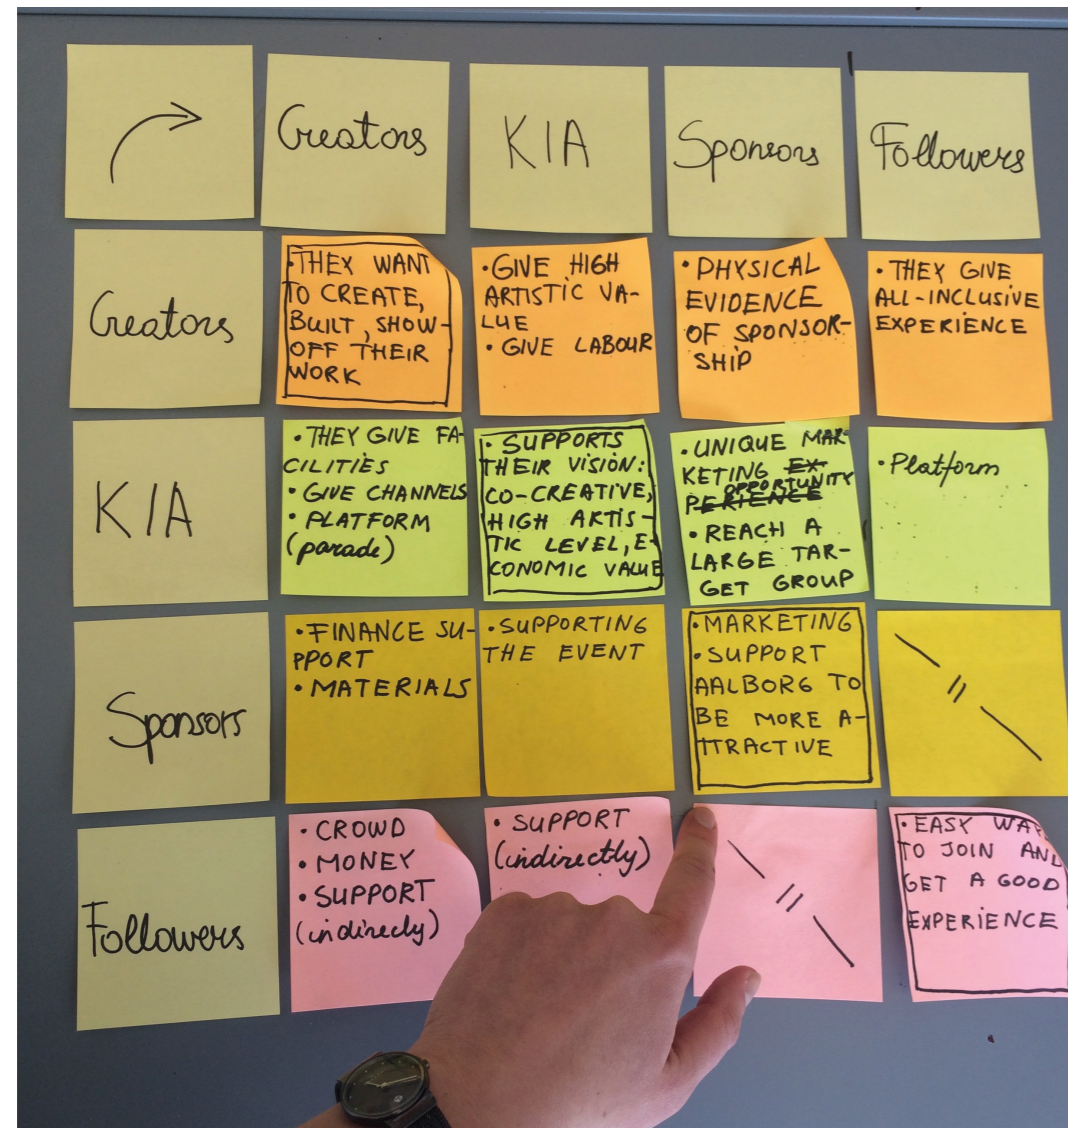 Creators
KIA
Sponsors
Followers
Creators
• THEY WANT
TO CREATE,
BUILT, SHOW-
OFF THEIR
WORK
• GIVE HIGH
ARTISTIC VA-
LUE
• GIVE LABOUR
• PHYSICAL
EVIDENCE
OF SPONSOR-
SHIP
• THEY GIVE
ALL-INCLUSIVE
EXPERIENCE
KIA
• THEY GIVE FA-
CILITIES
• GIVE CHANNELS
• PLATFORM
(parade)
• SUPPORTS
THEIR VISION:
CO-CREATIVE,
HIGH ARTIS-
TIC LEVEL, E-
CONOMIC VALUE
• UNIQUE MAR-
KETING EX-
OPPORTUNITY
PERIENCE
• REACH A
LARGE TAR-
GET GROUP
• Platform
Sponsors
• FINANCE SU-
PPORT
• MATERIALS
• SUPPORTING
THE EVENT
• MARKETING
• SUPPORT
AALBORG TO
BE MORE A-
TTRACTIVE
Followers
• CROWD
• MONEY
• SUPPORT
(indirecly)
• SUPPORT
(indirectly)
• EASY WAY
TO JOIN AND
GET A GOOD
EXPERIENCE